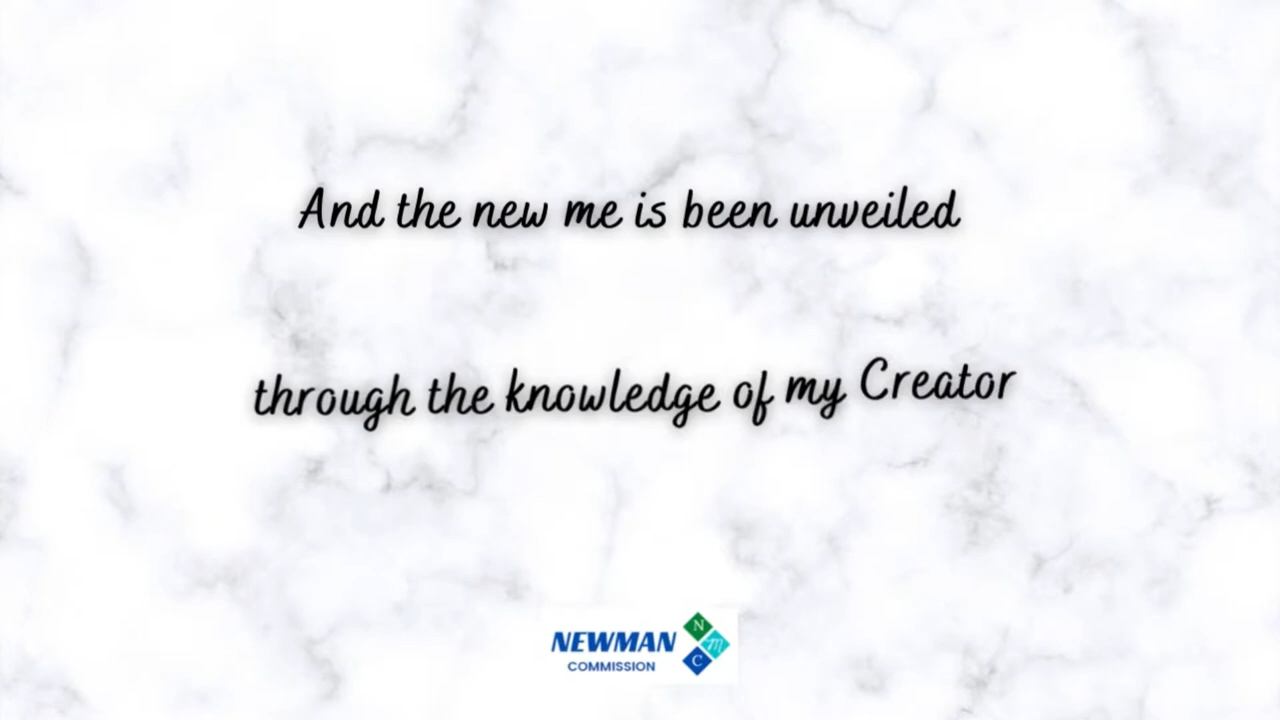 And the new me is been unveiled
through the knowledge of my Creator
NEWMAN
COMMISSION
N
m
C